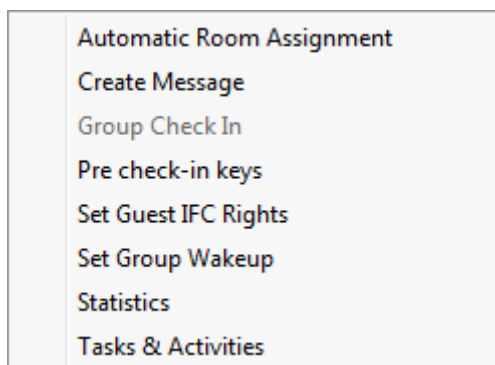 Automatic Room Assignment
Create Message
Group Check In
Pre check-in keys
Set Guest IFC Rights
Set Group Wakeup
Statistics
Tasks & Activities